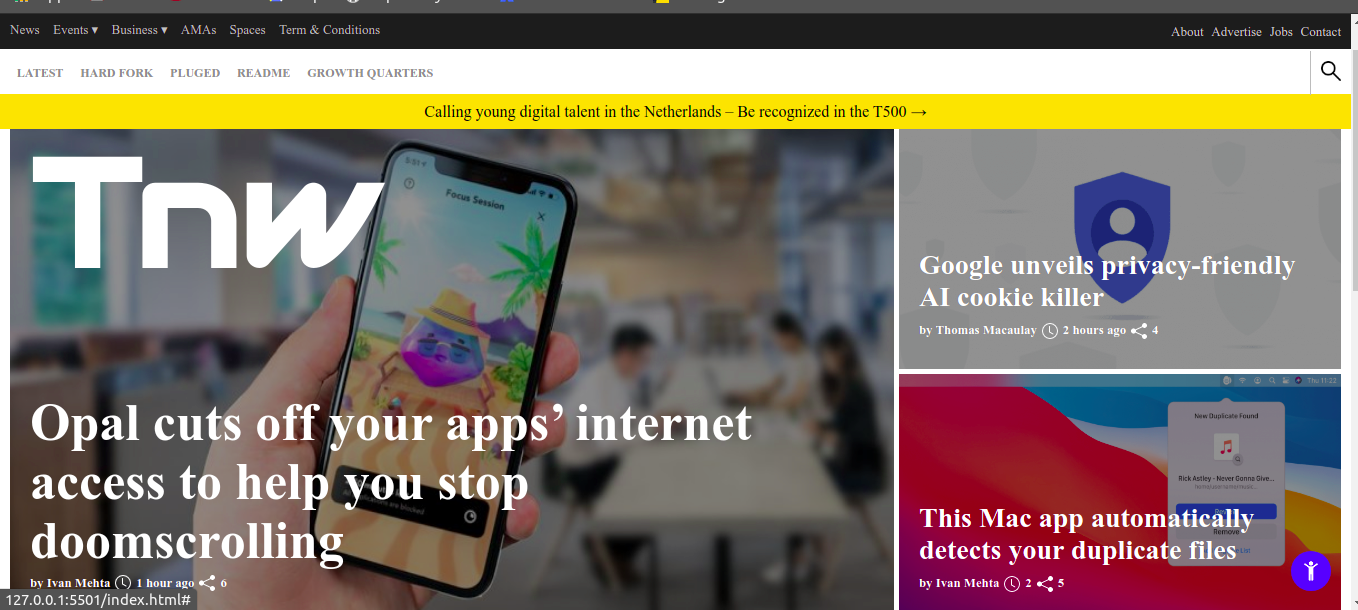 News Events ▾ Business ▾ AMAs Spaces Term & Conditions
About Advertise Jobs Contact
LATEST HARD FORK PLUGED README GROWTH QUARTERS
Calling young digital talent in the Netherlands – Be recognized in the T500 →
Tnw
5:51
Focus Session
Opal cuts off your apps’ internet
access to help you stop
doomscrolling
by Ivan Mehta 1 hour ago 6
Google unveils privacy-friendly
AI cookie killer
by Thomas Macaulay 2 hours ago 4
Thu 11:22
New Duplicate Found
Rick Astley - Never Gonna Give...
Remove
This Mac app automatically
detects your duplicate files
by Ivan Mehta 2 5
127.0.0.1:5501/index.html#